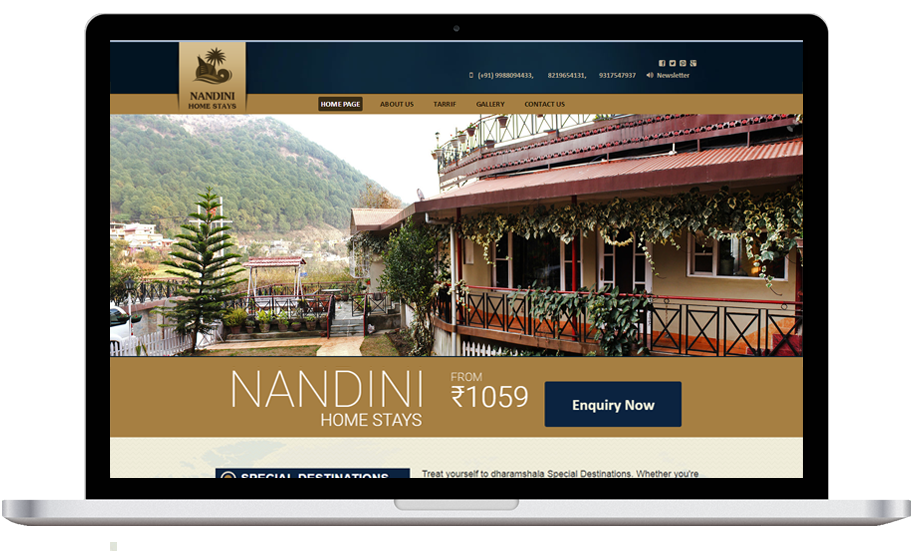 NANDINI
HOME STAYS
(+91) 9988094433, 8219654131, 9317547937 Newsletter
HOME PAGE ABOUT US TARRIF GALLERY CONTACT US
NANDINI
HOME STAYS
FROM
₹1059
Enquiry Now
SPECIAL DESTINATIONS
Treat yourself to dharamshala Special Destinations. Whether you're